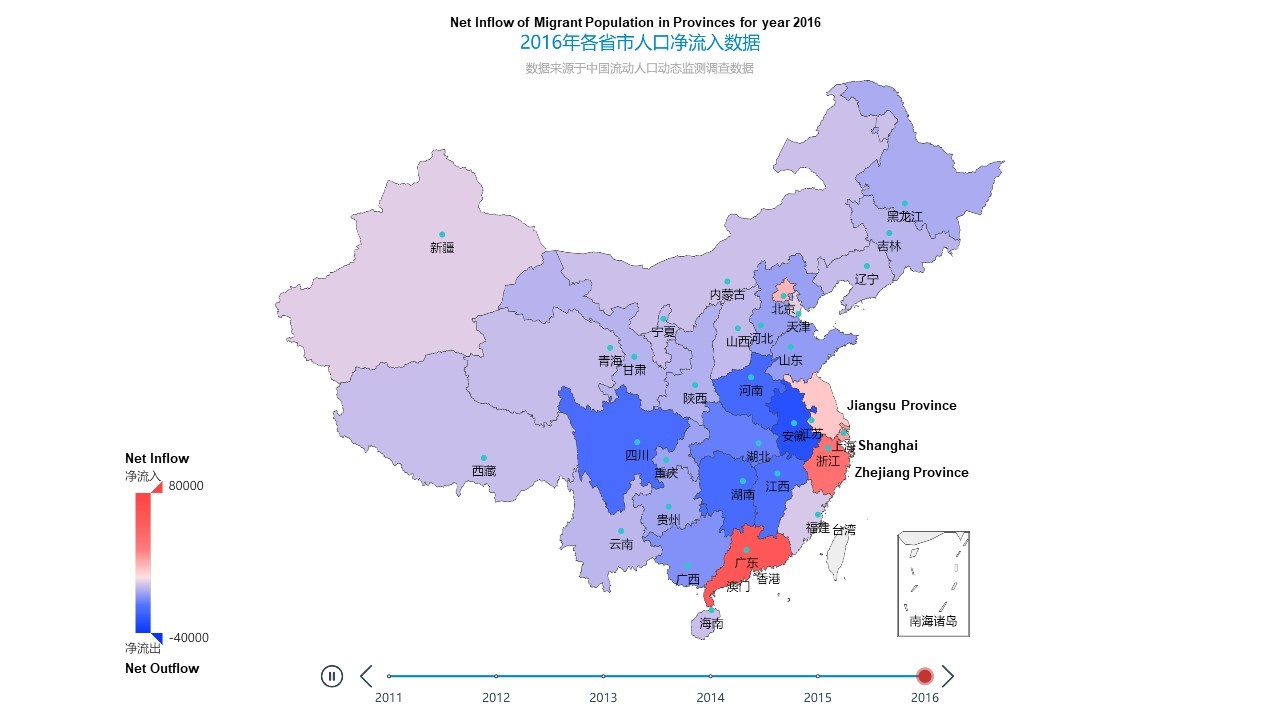 Net Inflow of Migrant Population in Provinces for year 2016
2016年各省市人口净流入数据
数据来源于中国流动人口动态监测调查数据
黑龙江
新疆
吉林
辽宁
内蒙古
北京
天津
宁夏
山西
河北
青海
甘肃
山东
陕西
河南
Jiangsu Province
安徽
江苏
上海
Shanghai
四川
湖北
浙江
Zhejiang Province
西藏
重庆
湖南
江西
贵州
福建
台湾
云南
广东
广西
香港
澳门
海南
南海诸岛
Net Inflow
净流入
80000
-40000
净流出
Net Outflow
2011
2012
2013
2014
2015
2016